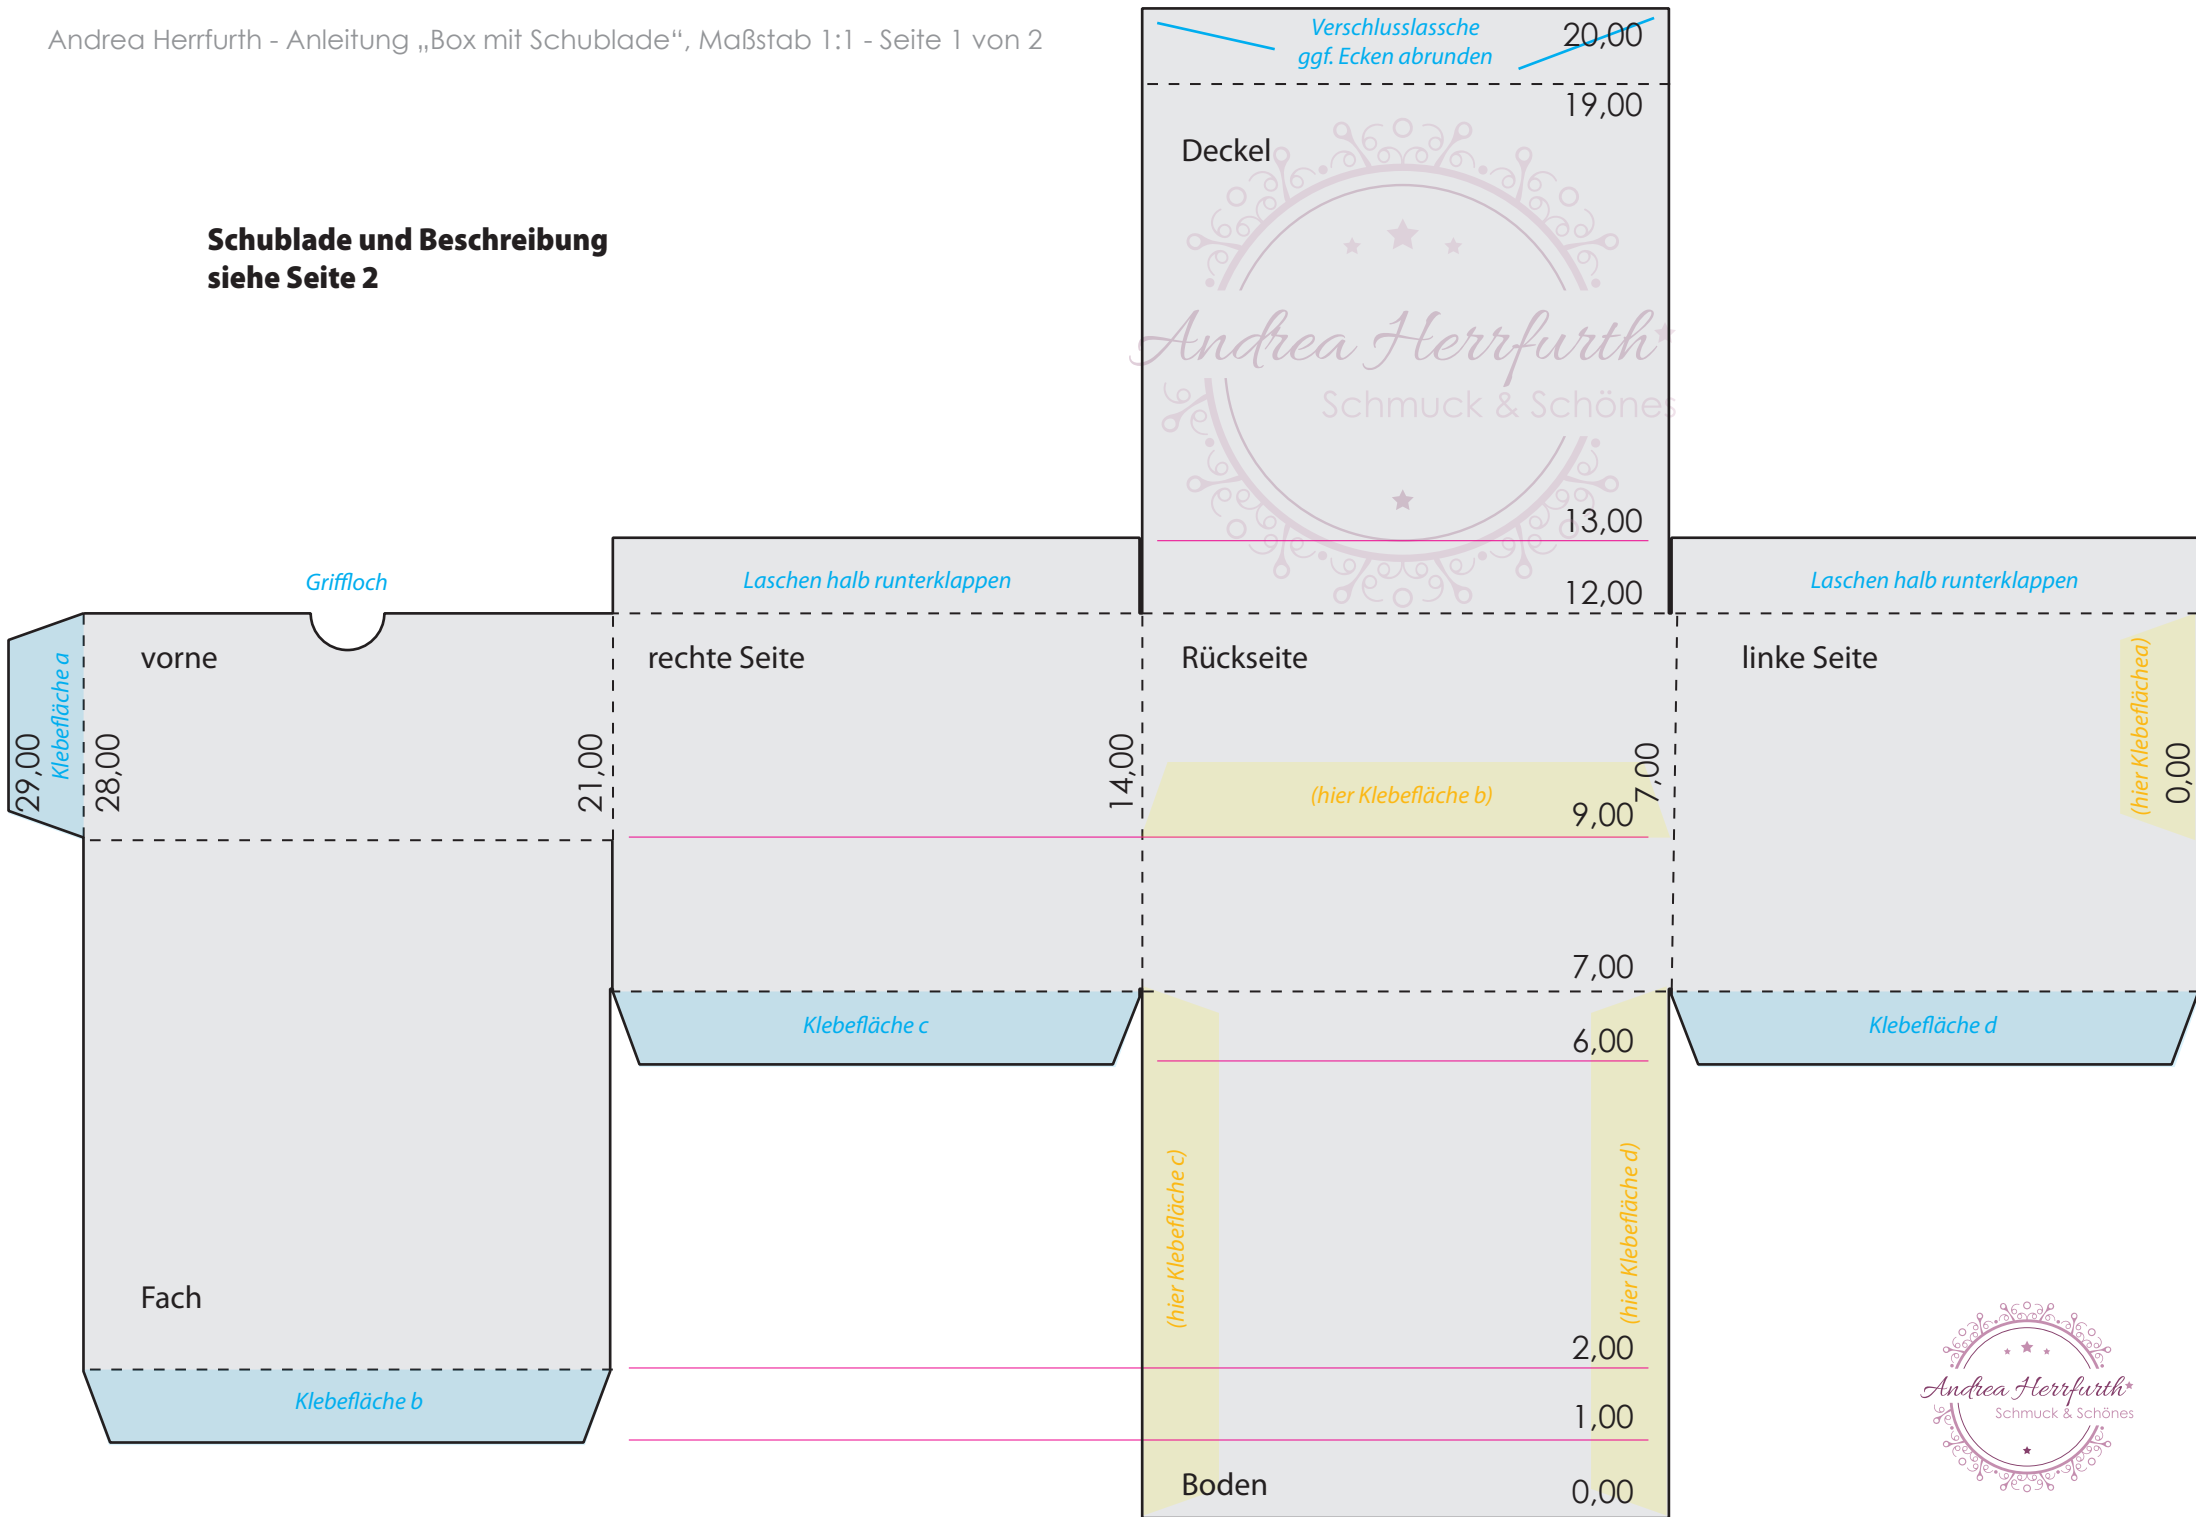 Andrea Herrfurth - Anleitung „Box mit Schublade“, Maßstab 1:1 - Seite 1 von 2
Verschlusslassche
ggf. Ecken abrunden
20,00
19,00
Deckel
Schublade und Beschreibung
siehe Seite 2
Andrea Herrfurth
Schmuck & Schönes
13,00
12,00
Griffloch
Laschen halb runterklappen
Laschen halb runterklappen
vorne
rechte Seite
Rückseite
linke Seite
29,00
Klebefläche a
28,00
21,00
14,00
7,00
(hier Klebeflächea)
0,00
(hier Klebefläche b)
9,00
7,00
Klebefläche c
6,00
Klebefläche d
(hier Klebefläche c)
(hier Klebefläche d)
Fach
2,00
Klebefläche b
1,00
Boden
0,00
Andrea Herrfurth
Schmuck & Schönes